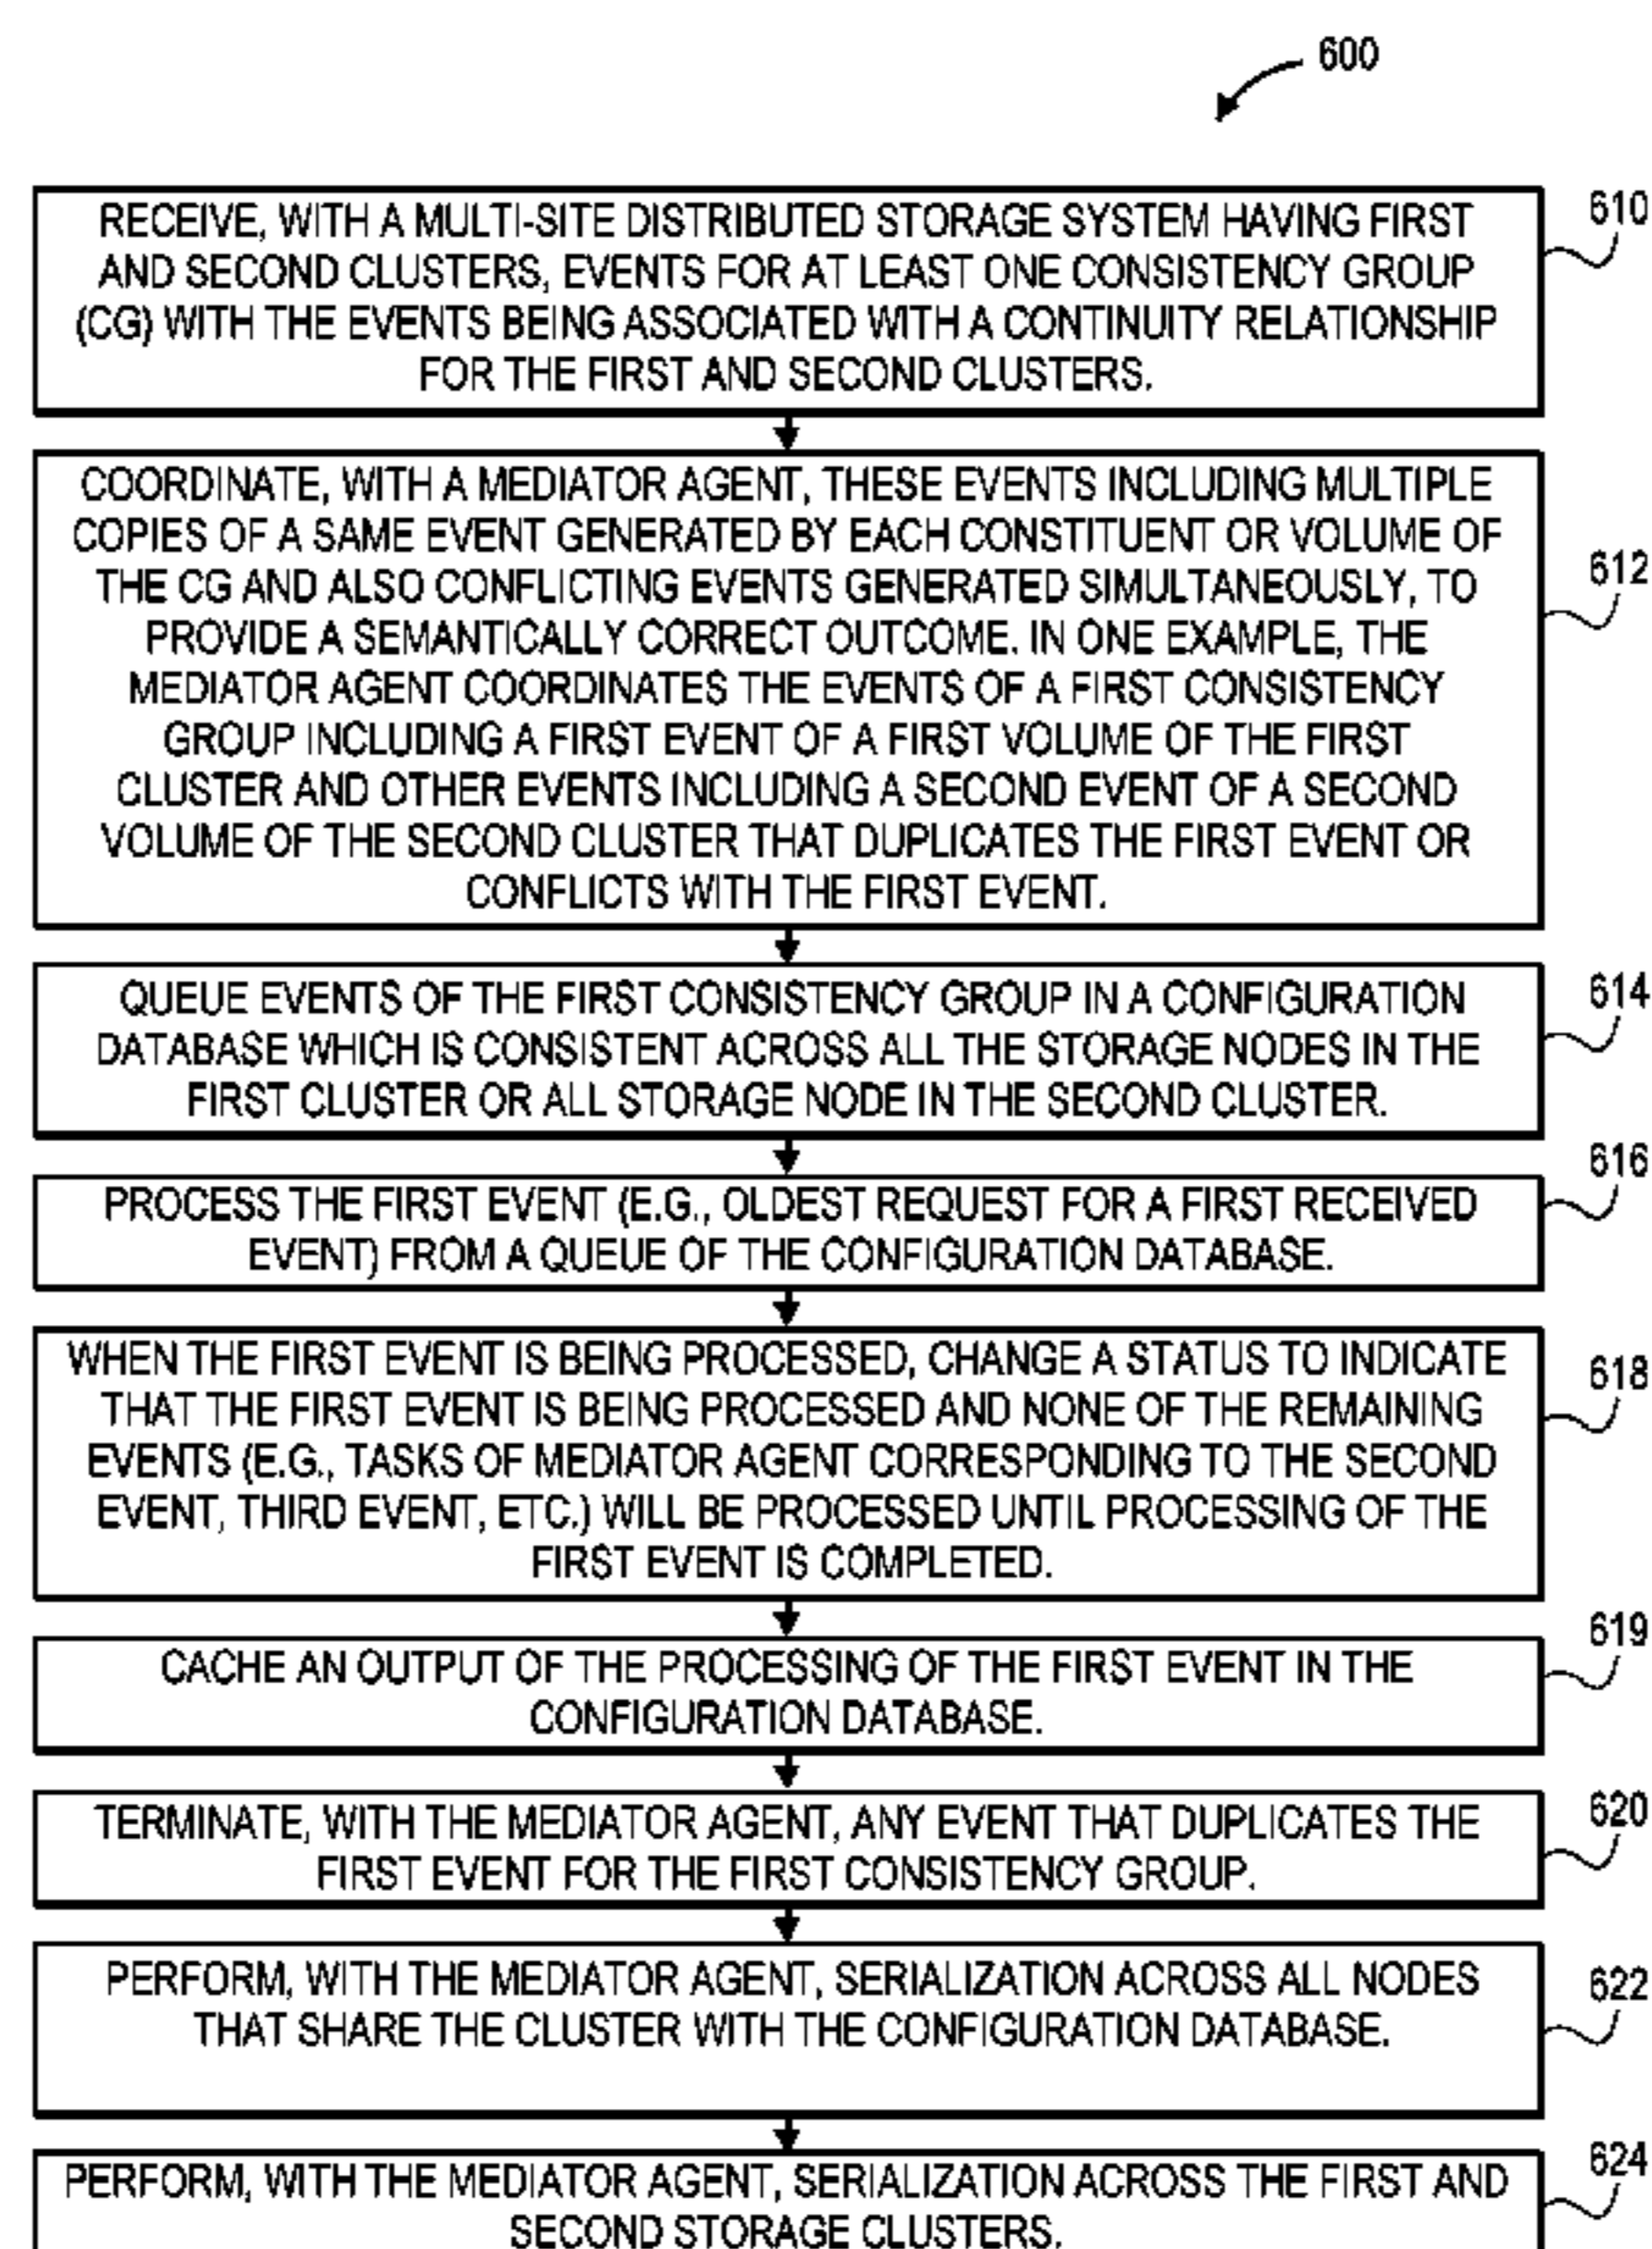 600
RECEIVE, WITH A MULTI-SITE DISTRIBUTED STORAGE SYSTEM HAVING FIRST
AND SECOND CLUSTERS, EVENTS FOR AT LEAST ONE CONSISTENCY GROUP
(CG) WITH THE EVENTS BEING ASSOCIATED WITH A CONTINUITY RELATIONSHIP
FOR THE FIRST AND SECOND CLUSTERS.
610
COORDINATE, WITH A MEDIATOR AGENT, THESE EVENTS INCLUDING MULTIPLE
COPIES OF A SAME EVENT GENERATED BY EACH CONSTITUENT OR VOLUME OF
THE CG AND ALSO CONFLICTING EVENTS GENERATED SIMULTANEOUSLY, TO
PROVIDE A SEMANTICALLY CORRECT OUTCOME. IN ONE EXAMPLE, THE
MEDIATOR AGENT COORDINATES THE EVENTS OF A FIRST CONSISTENCY
GROUP INCLUDING A FIRST EVENT OF A FIRST VOLUME OF THE FIRST
CLUSTER AND OTHER EVENTS INCLUDING A SECOND EVENT OF A SECOND
VOLUME OF THE SECOND CLUSTER THAT DUPLICATES THE FIRST EVENT OR
CONFLICTS WITH THE FIRST EVENT.
612
QUEUE EVENTS OF THE FIRST CONSISTENCY GROUP IN A CONFIGURATION
DATABASE WHICH IS CONSISTENT ACROSS ALL THE STORAGE NODES IN THE
FIRST CLUSTER OR ALL STORAGE NODE IN THE SECOND CLUSTER.
614
PROCESS THE FIRST EVENT (E.G., OLDEST REQUEST FOR A FIRST RECEIVED
EVENT) FROM A QUEUE OF THE CONFIGURATION DATABASE.
616
WHEN THE FIRST EVENT IS BEING PROCESSED, CHANGE A STATUS TO INDICATE
THAT THE FIRST EVENT IS BEING PROCESSED AND NONE OF THE REMAINING
EVENTS (E.G., TASKS OF MEDIATOR AGENT CORRESPONDING TO THE SECOND
EVENT, THIRD EVENT, ETC.) WILL BE PROCESSED UNTIL PROCESSING OF THE
FIRST EVENT IS COMPLETED.
618
CACHE AN OUTPUT OF THE PROCESSING OF THE FIRST EVENT IN THE
CONFIGURATION DATABASE.
619
TERMINATE, WITH THE MEDIATOR AGENT, ANY EVENT THAT DUPLICATES THE
FIRST EVENT FOR THE FIRST CONSISTENCY GROUP.
620
PERFORM, WITH THE MEDIATOR AGENT, SERIALIZATION ACROSS ALL NODES
THAT SHARE THE CLUSTER WITH THE CONFIGURATION DATABASE.
622
PERFORM, WITH THE MEDIATOR AGENT, SERIALIZATION ACROSS THE FIRST AND
SECOND STORAGE CLUSTERS.
624